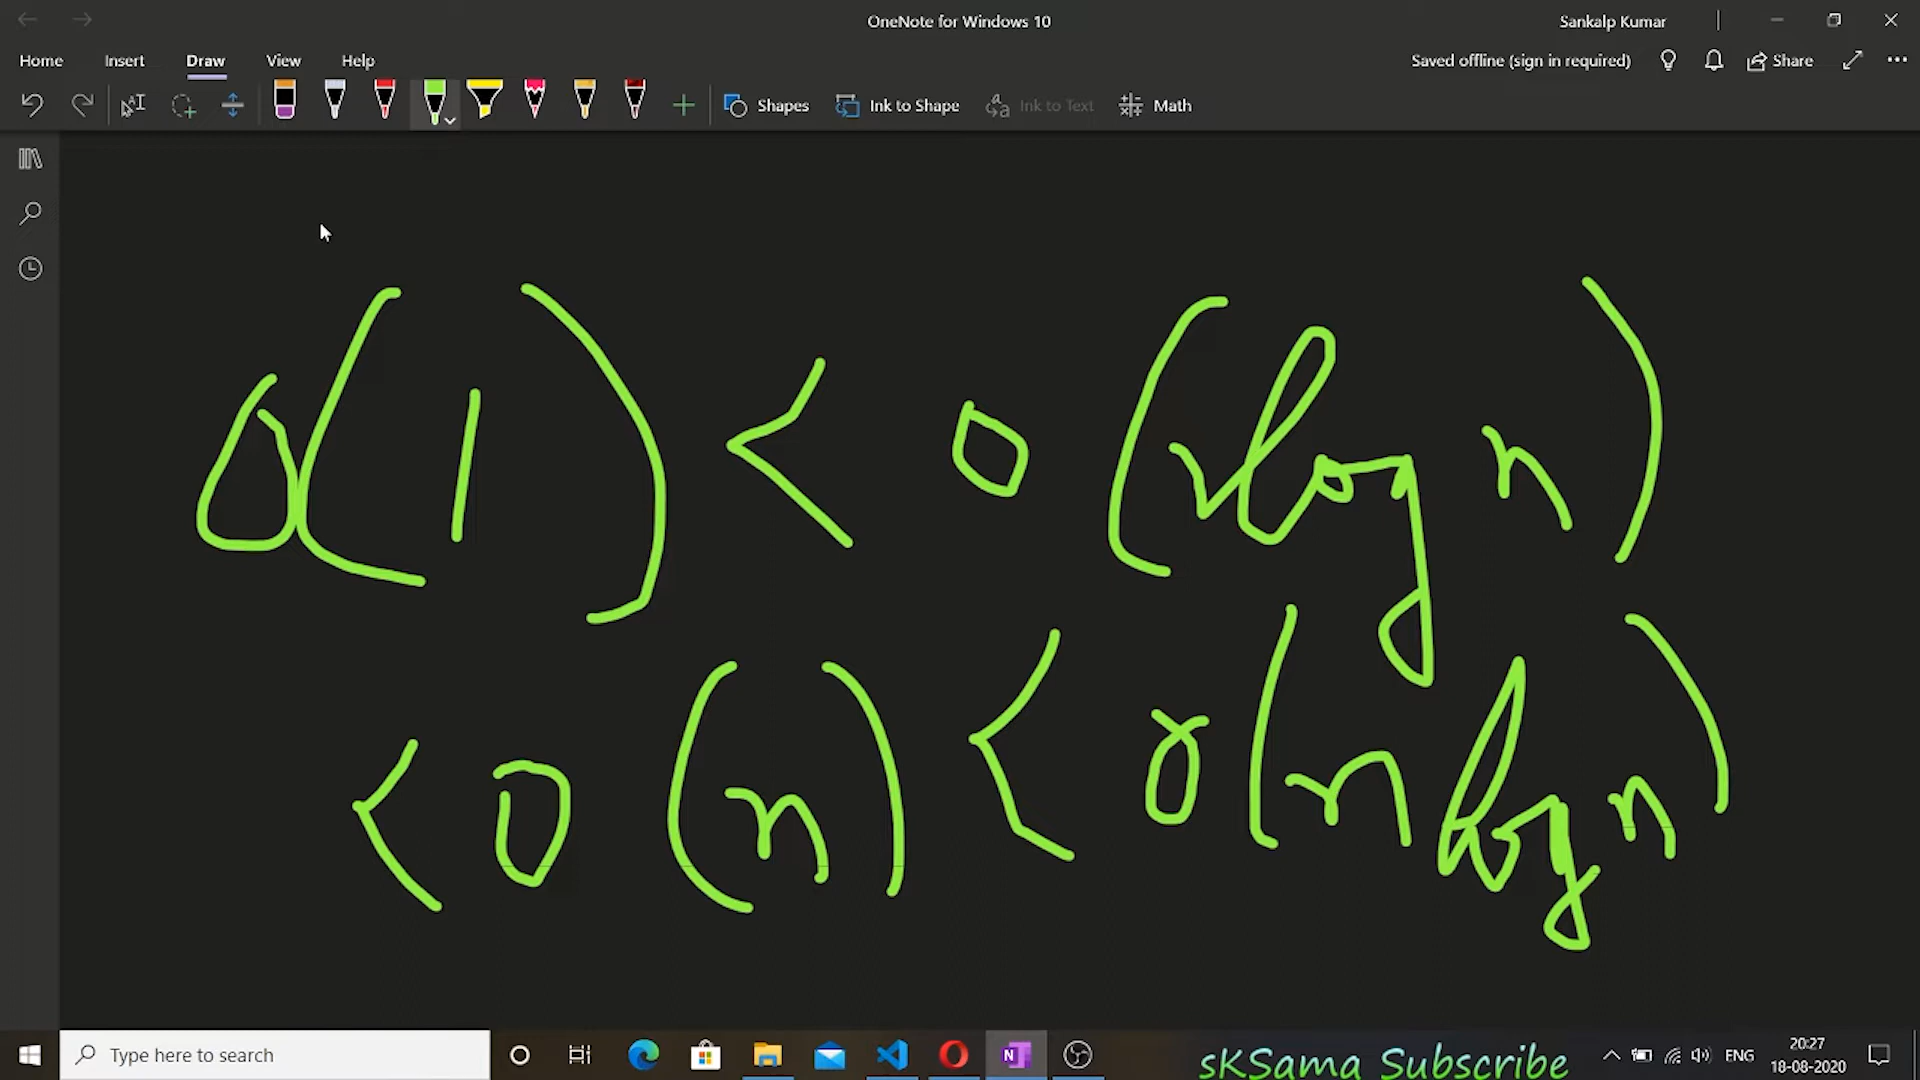 OneNote for Windows 10
Sankalp Kumar
Home Insert Draw View Help
Saved offline (sign in required) Share
Shapes Ink to Shape Ink to Text Math
O(1) < O(log n)
< O(n) < O(n log n)
Type here to search
sKSama Subscribe
ENG
20:27
18-08-2020